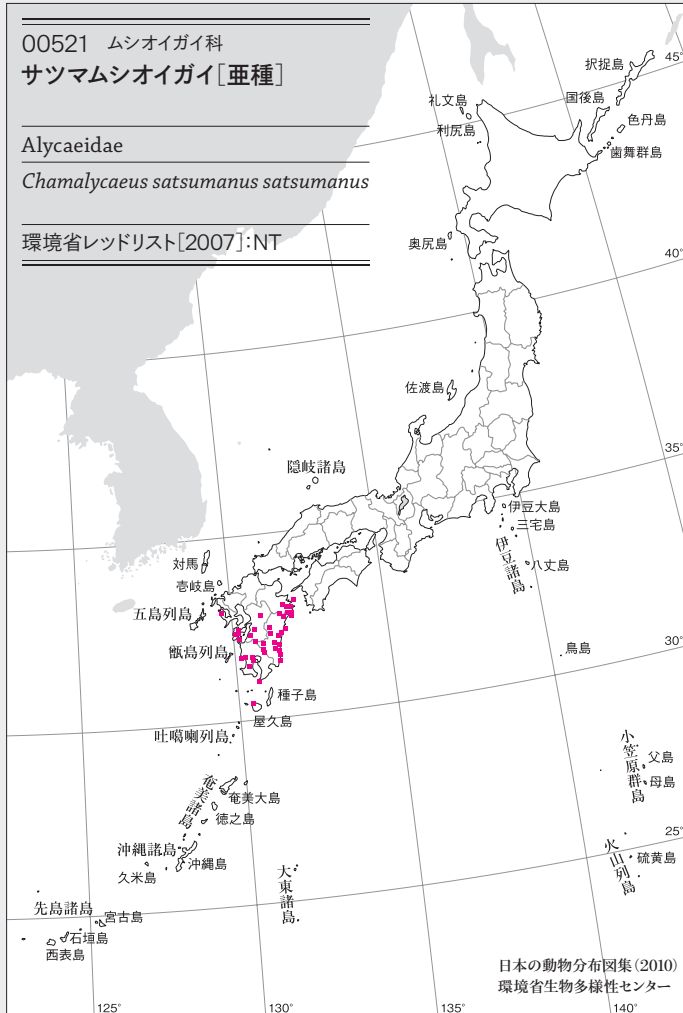 00521 ムシオイガイ科
サツマムシオイガイ[亜種]
Alycaeidae
Chamalycaeus satsumanus satsumanus
環境省レッドリスト[2007]:NT
択捉島
45°
国後島
礼文島
色丹島
利尻島
歯舞群島
奥尻島
40°
佐渡島
35°
隠岐諸島
伊豆大島
三宅島
伊豆諸島
八丈島
対馬
壱岐島
五島列島
甑島列島
30°
鳥島
種子島
屋久島
吐噶喇列島
小笠原群島
父島
母島
奄美諸島
奄美大島
徳之島
25°
沖縄諸島
沖縄島
久米島
火山列島
硫黄島
大東諸島
先島諸島
宮古島
石垣島
西表島
日本の動物分布図集(2010)
環境省生物多様性センター
125°
130°
135°
140°